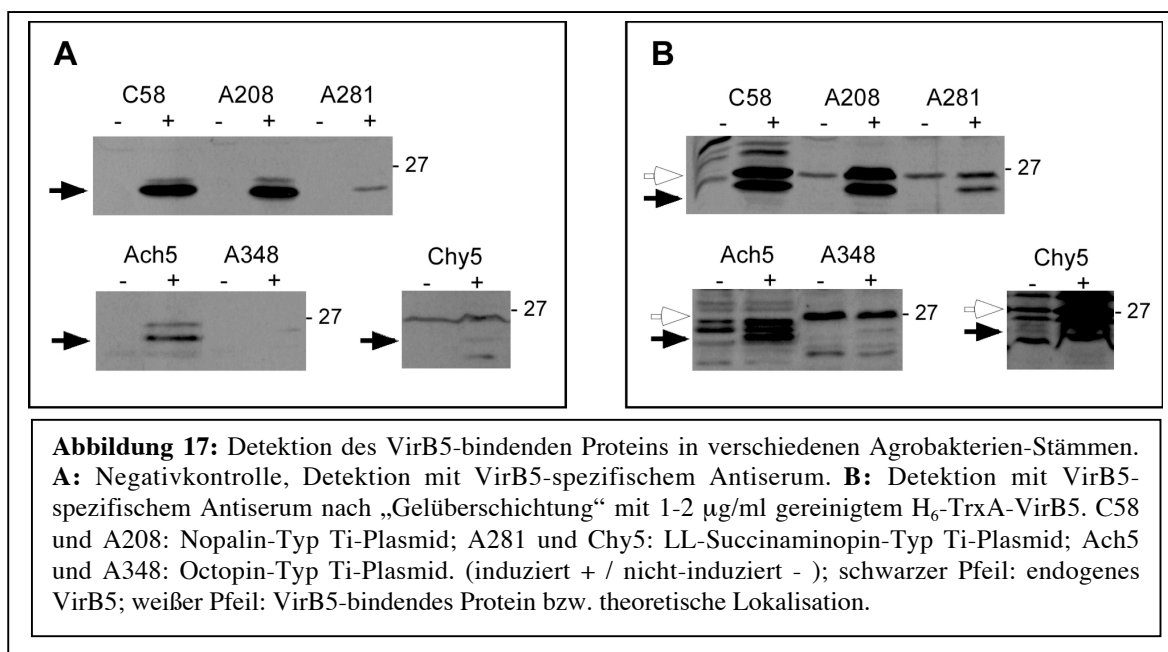 A
C58 A208 A281
- + - + - +
- 27
Ach5 A348 Chy5
- + - + - +
- 27 - 27
B
C58 A208 A281
- + - + - +
- 27
Ach5 A348 Chy5
- + - + - +
- 27 - 27
Abbildung 17: Detektion des VirB5-bindenden Proteins in verschiedenen Agrobakterien-Stämmen.
A: Negativkontrolle, Detektion mit VirB5-spezifischem Antiserum. B: Detektion mit VirB5-
spezifischem Antiserum nach „Gelüberschichtung“ mit 1-2 µg/ml gereinigtem H₆-TrxA-VirB5. C58
und A208: Nopalin-Typ Ti-Plasmid; A281 und Chy5: LL-Succinaminopin-Typ Ti-Plasmid; Ach5
und A348: Octopin-Typ Ti-Plasmid. (induziert + / nicht-induziert - ); schwarzer Pfeil: endogenes
VirB5; weißer Pfeil: VirB5-bindendes Protein bzw. theoretische Lokalisation.